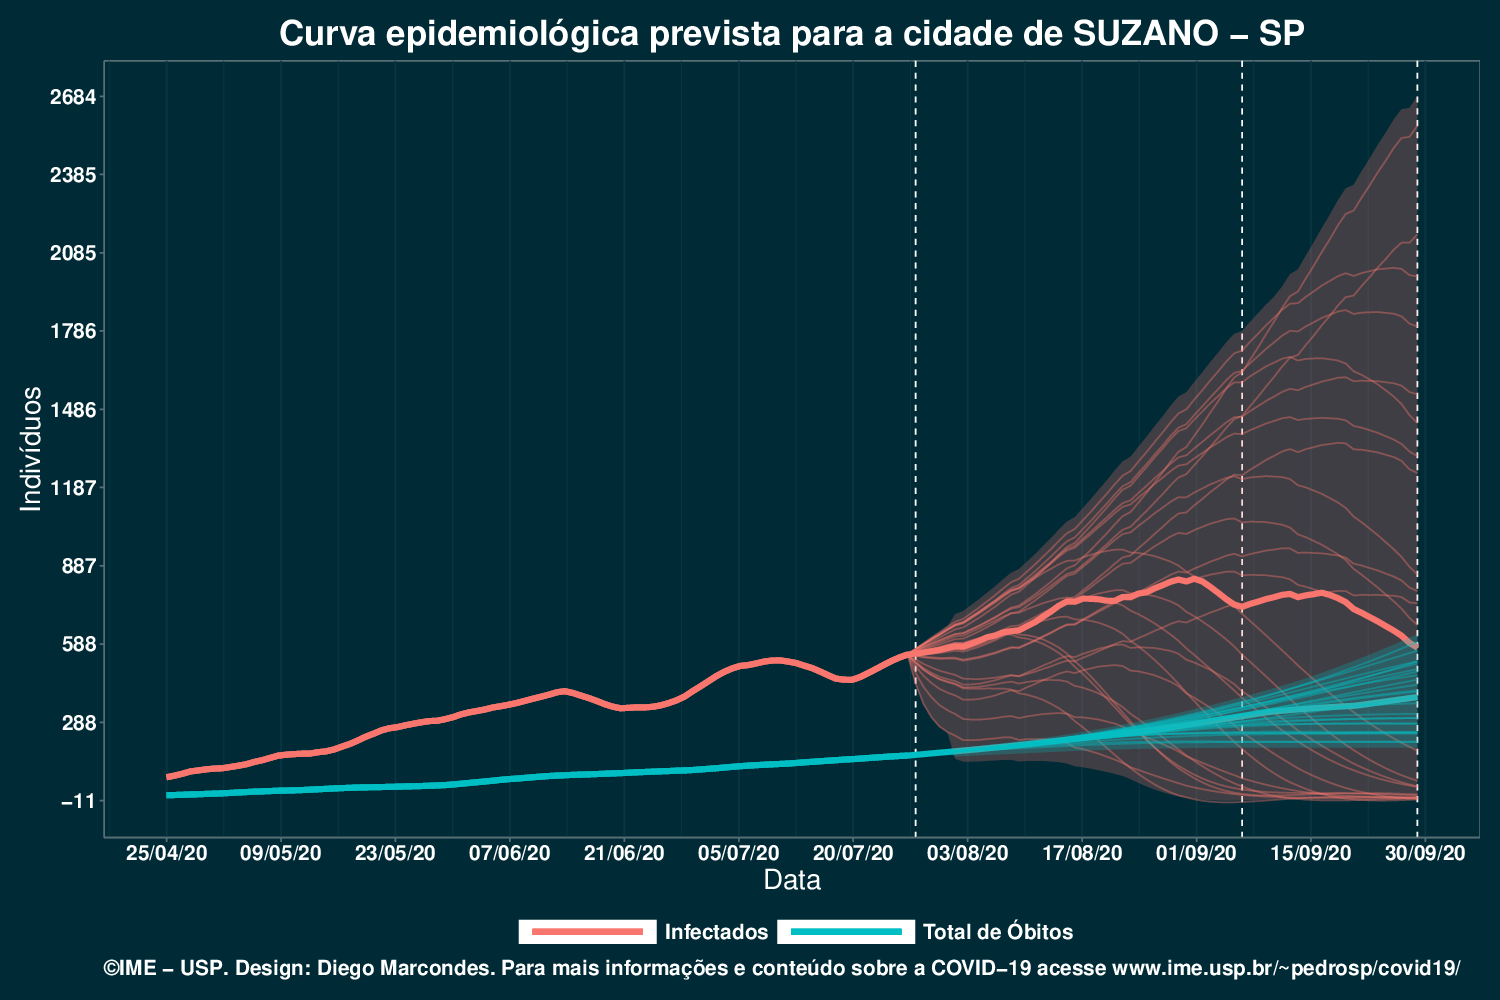 Curva epidemiológica prevista para a cidade de SUZANO − SP
2684
2385
2085
1786
1486
1187
887
588
288
−11
Indivíduos
25/04/20 09/05/20 23/05/20 07/06/20 21/06/20 05/07/20 20/07/20 03/08/20 17/08/20 01/09/20 15/09/20 30/09/20
Data
Infectados Total de Óbitos
©IME − USP. Design: Diego Marcondes. Para mais informações e conteúdo sobre a COVID−19 acesse www.ime.usp.br/~pedrosp/covid19/